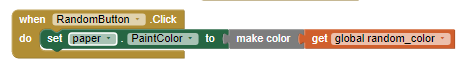 when RandomButton .Click
do set paper . PaintColor to make color get global random_color